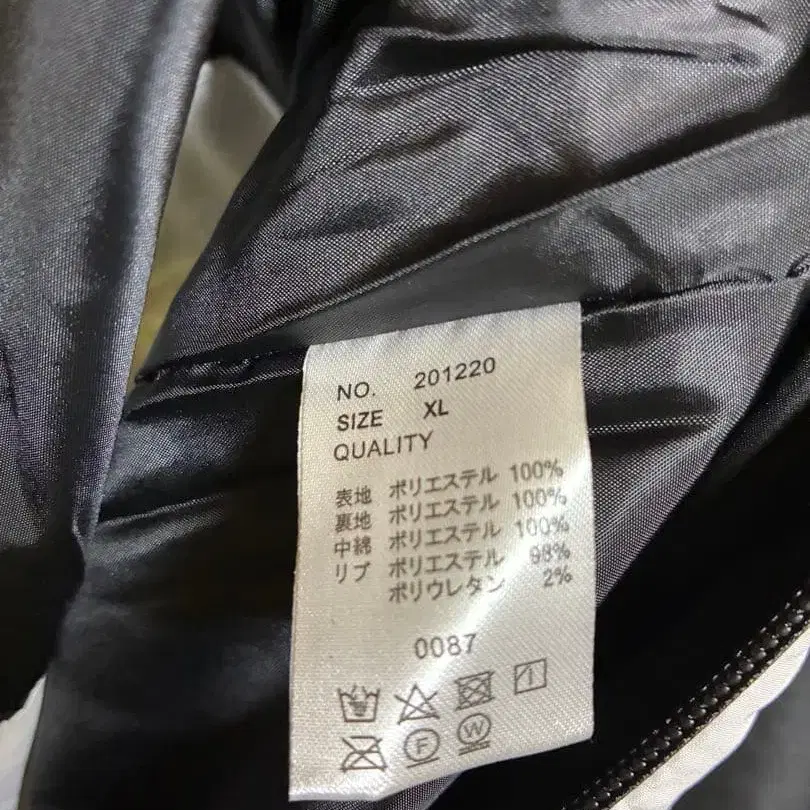 NO. 201220
SIZE XL
QUALITY
表地 ポリエステル 100%
裏地 ポリエステル 100%
中綿 ポリエステル 100%
リブ ポリエステル 98%
ポリウレタン 2%
0087
F W